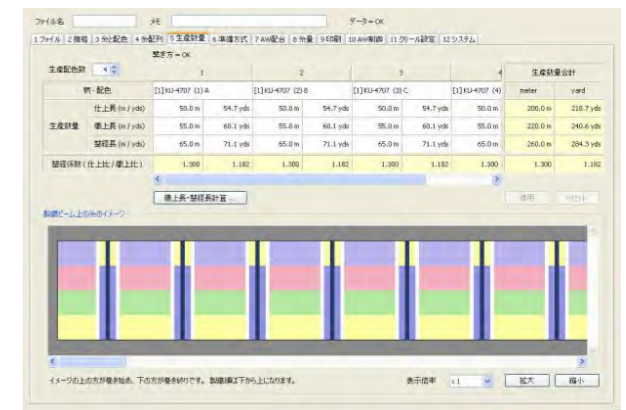 ファイル名 メモ データ = OK
1 ファイル 2 機種 3 糸と配色 4 糸配列 5 生産数量 6 準備方式 7 AW配台 8 糸量 9 印刷 10 AW制御 11 クリール設定 12 システム
整き方 = OK
生産配色数 4 1 2 3 4 生産数量合計
柄・配色 [1] KU-4707 (1) A [1] KU-4707 (2) B [1] KU-4707 (3) C [1] KU-4707 (4) meter yard
仕上長 (m / yds) 50.0 m 54.7 yds 50.0 m 54.7 yds 50.0 m 54.7 yds 50.0 m 200.0 m 218.7 yds
生産数量 織上長 (m / yds) 55.0 m 60.1 yds 55.0 m 60.1 yds 55.0 m 60.1 yds 55.0 m 220.0 m 240.6 yds
整経長 (m / yds) 65.0 m 71.1 yds 65.0 m 71.1 yds 65.0 m 71.1 yds 65.0 m 260.0 m 284.3 yds
整経係数 (仕上比 / 織上比) 1.300 1.182 1.300 1.182 1.300 1.182 1.300 1.300 1.182
織上長・整経長計算 ... 適用 リセット
製織ビーム上の糸のイメージ
イメージの上の方が巻き始め、下の方が巻き終りです。 製織順は下から上になります。 表示倍率 x 1 拡大 縮小